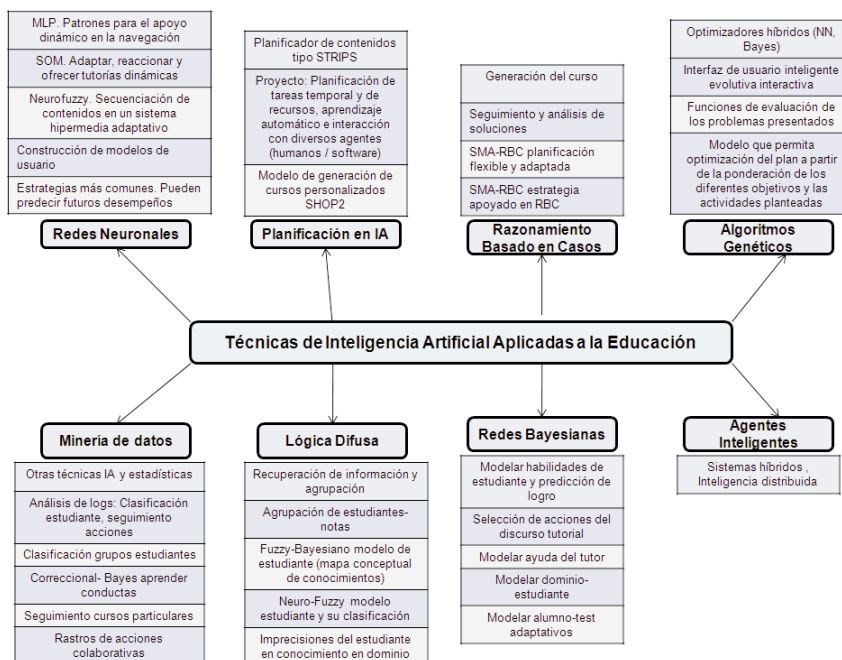 MLP. Patrones para el apoyo
dinámico en la navegación
SOM. Adaptar, reaccionar y
ofrecer tutorías dinámicas
Neurofuzzy. Secuenciación de
contenidos en un sistema
hipermedia adaptativo
Construcción de modelos de
usuario
Estrategias más comunes. Pueden
predecir futuros desempeños
Redes Neuronales
Planificador de contenidos
tipo STRIPS
Proyecto: Planificación de
tareas temporal y de
recursos, aprendizaje
automático e interacción
con diversos agentes
(humanos / software)
Modelo de generación de
cursos personalizados
SHOP2
Planificación en IA
Generación del curso
Seguimiento y análisis de
soluciones
SMA-RBC planificación
flexible y adaptada
SMA-RBC estrategia
apoyado en RBC
Razonamiento
Basado en Casos
Optimizadores híbridos (NN,
Bayes)
Interfaz de usuario inteligente
evolutiva interactiva
Funciones de evaluación de
los problemas presentados
Modelo que permita
optimización del plan a partir
de la ponderación de los
diferentes objetivos y las
actividades planteadas
Algoritmos
Genéticos
Técnicas de Inteligencia Artificial Aplicadas a la Educación
Minería de datos
Otras técnicas IA y estadísticas
Análisis de logs: Clasificación
estudiante, seguimiento
acciones
Clasificación grupos estudiantes
Correccional- Bayes aprender
conductas
Seguimiento cursos particulares
Rastros de acciones
colaborativas
Lógica Difusa
Recuperación de información y
agrupación
Agrupación de estudiantes-
notas
Fuzzy-Bayesiano modelo de
estudiante (mapa conceptual
de conocimientos)
Neuro-Fuzzy modelo
estudiante y su clasificación
Imprecisiones del estudiante
en conocimiento en dominio
Redes Bayesianas
Modelar habilidades de
estudiante y predicción de
logro
Selección de acciones del
discurso tutorial
Modelar ayuda del tutor
Modelar dominio-
estudiante
Modelar alumno-test
adaptativos
Agentes
Inteligentes
Sistemas híbridos ,
Inteligencia distribuida